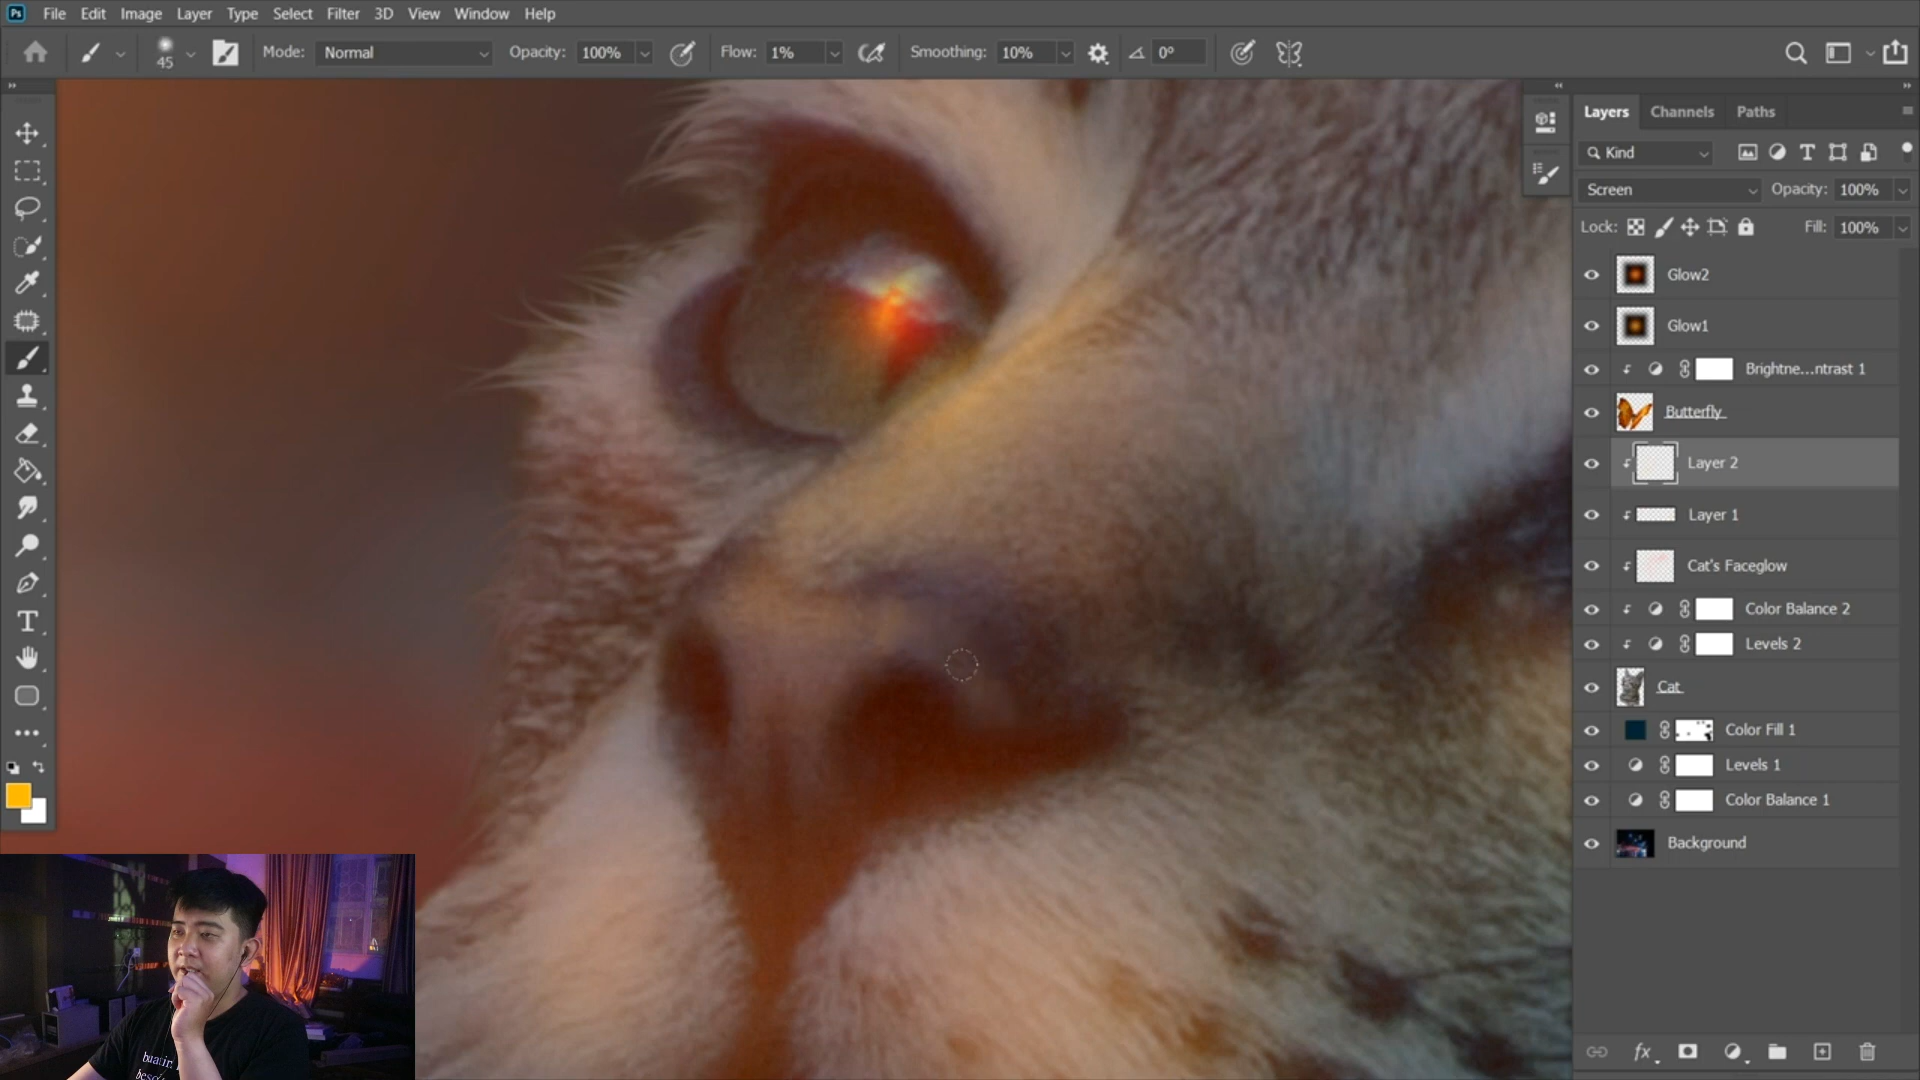 Ps File Edit Image Layer Type Select Filter 3D View Window Help
45 Mode: Normal Opacity: 100% Flow: 1% Smoothing: 10% 0°
Layers Channels Paths
Kind
Screen Opacity: 100%
Lock: Fill: 100%
Glow2
Glow1
Brightne...ntrast 1
Butterfly
Layer 2
Layer 1
Cat's Faceglow
Color Balance 2
Levels 2
Cat
Color Fill 1
Levels 1
Color Balance 1
Background
fx